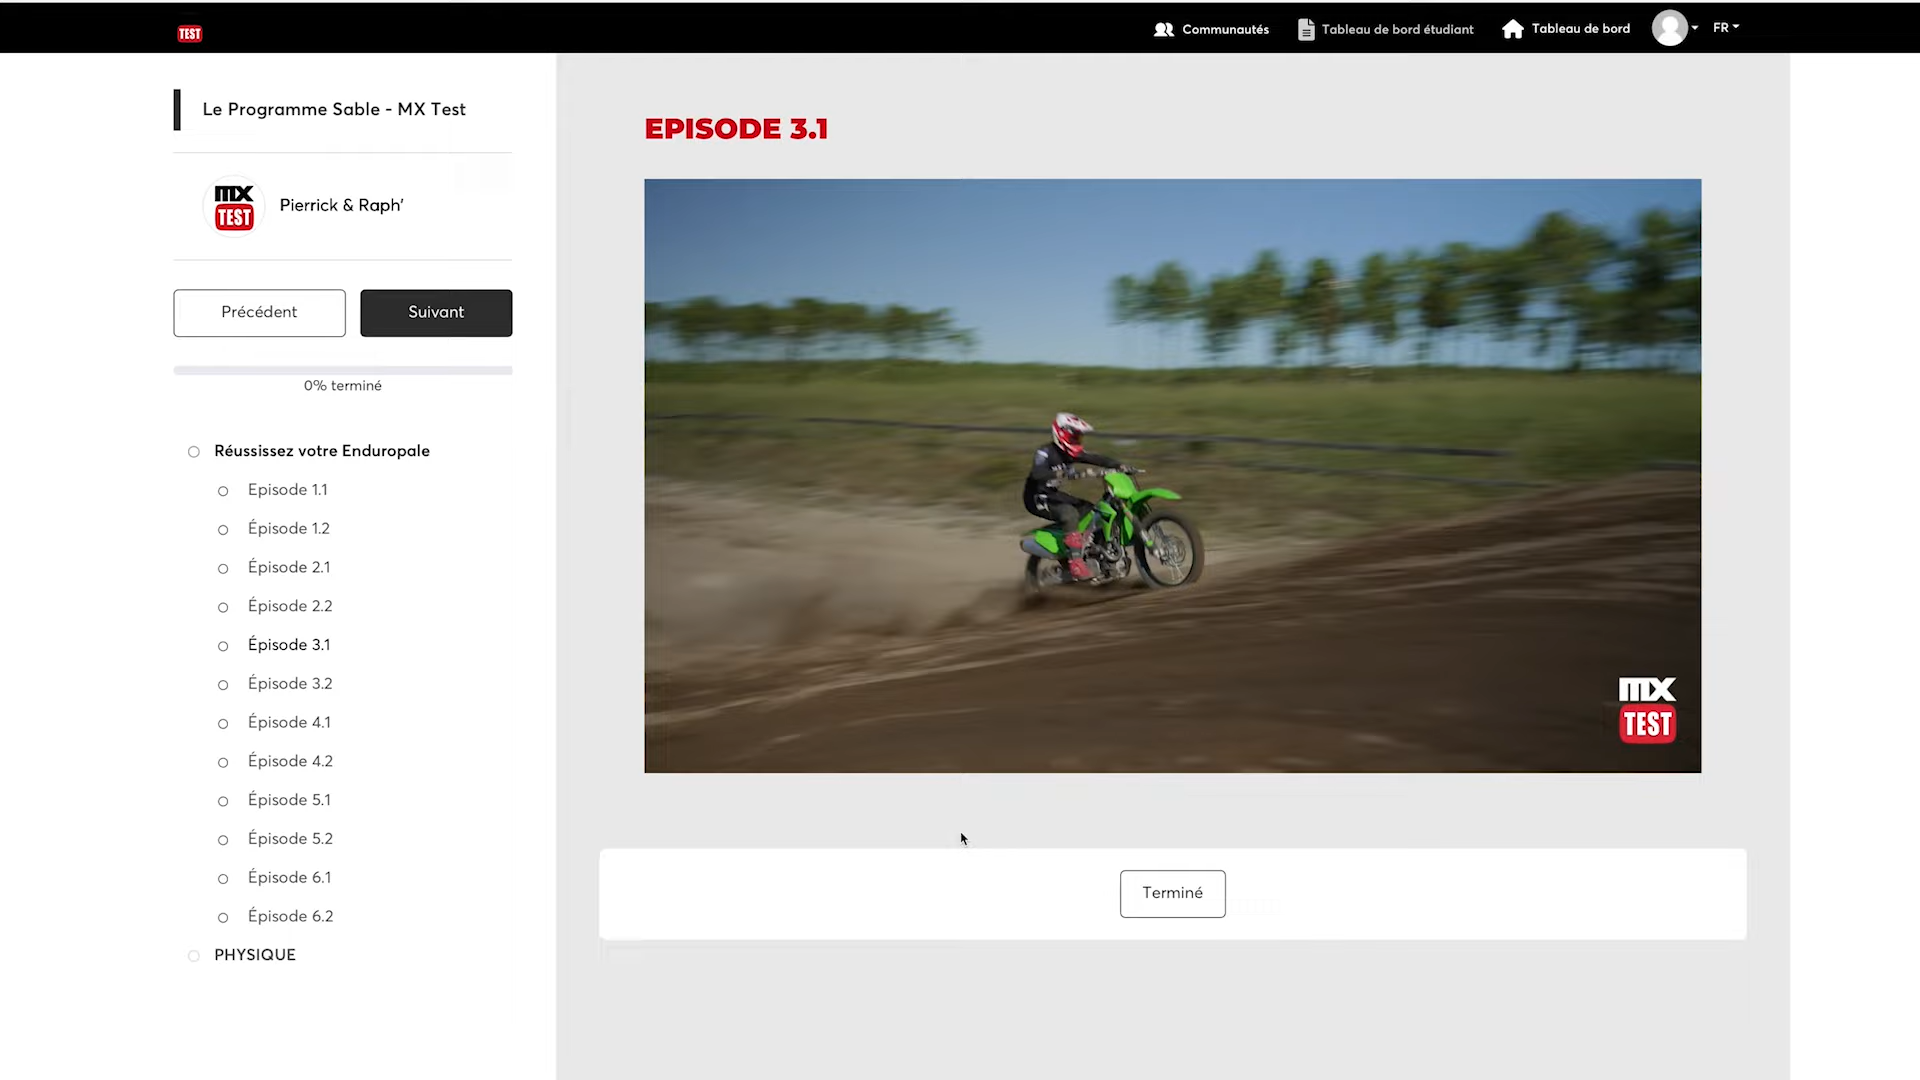 TEST
Communautés
Tableau de bord étudiant
Tableau de bord
FR
Le Programme Sable - MX Test
MX
TEST
Pierrick & Raph'
Précédent
Suivant
0% terminé
Réussissez votre Enduropale
Episode 1.1
Épisode 1.2
Épisode 2.1
Épisode 2.2
Épisode 3.1
Épisode 3.2
Épisode 4.1
Épisode 4.2
Épisode 5.1
Épisode 5.2
Épisode 6.1
Épisode 6.2
PHYSIQUE
EPISODE 3.1
MX
TEST
Terminé